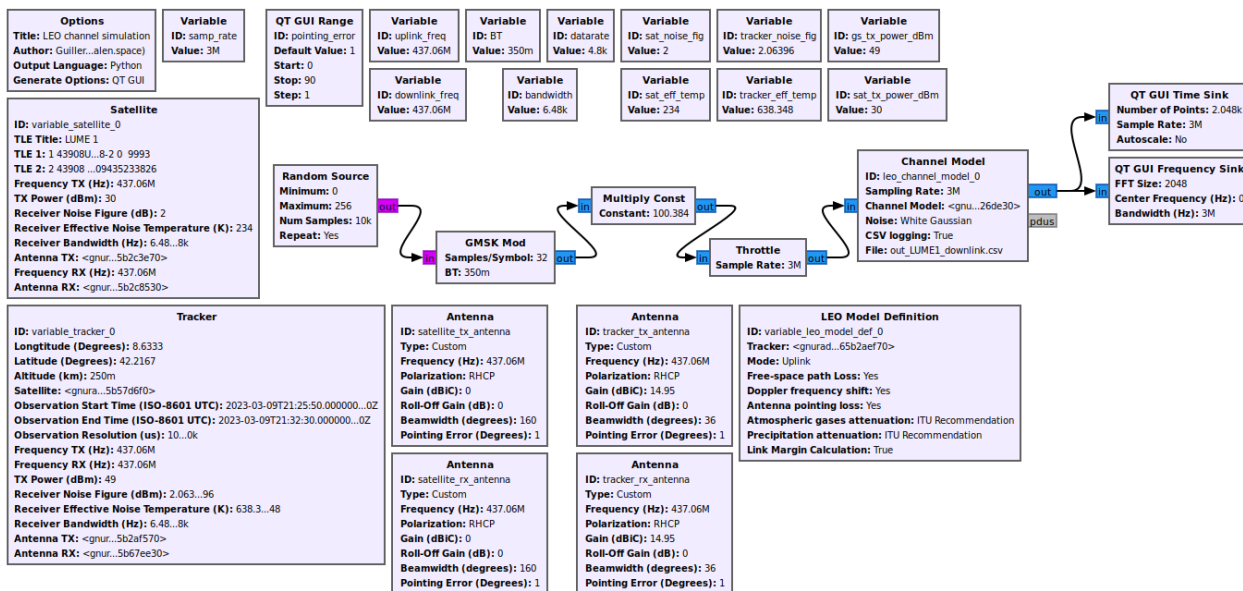 Options
Title: LEO channel simulation
Author: Guiller...alen.space)
Output Language: Python
Generate Options: QT GUI
Variable
ID: samp_rate
Value: 3M
QT GUI Range
ID: pointing_error
Default Value: 1
Start: 0
Stop: 90
Step: 1
Variable
ID: uplink_freq
Value: 437.06M
Variable
ID: BT
Value: 350m
Variable
ID: datarate
Value: 4.8k
Variable
ID: sat_noise_fig
Value: 2
Variable
ID: tracker_noise_fig
Value: 2.06396
Variable
ID: gs_tx_power_dBm
Value: 49
Variable
ID: downlink_freq
Value: 437.06M
Variable
ID: bandwidth
Value: 6.48k
Variable
ID: sat_eff_temp
Value: 234
Variable
ID: tracker_eff_temp
Value: 638.348
Variable
ID: sat_tx_power_dBm
Value: 30
Satellite
ID: variable_satellite_0
TLE Title: LUME 1
TLE 1: 1 43908U...8-2 0 9993
TLE 2: 2 43908 ...09435233826
Frequency TX (Hz): 437.06M
TX Power (dBm): 30
Receiver Noise Figure (dB): 2
Receiver Effective Noise Temperature (K): 234
Receiver Bandwidth (Hz): 6.48...8k
Antenna TX: <gnur...5b2c3e70>
Frequency RX (Hz): 437.06M
Antenna RX: <gnur...5b2c8530>
Random Source
Minimum: 0
Maximum: 256
Num Samples: 10k
Repeat: Yes
out
in
GMSK Mod
Samples/Symbol: 32
BT: 350m
out
in
Multiply Const
Constant: 100.384
out
in
Throttle
Sample Rate: 3M
out
in
Channel Model
ID: leo_channel_model_0
Sampling Rate: 3M
Channel Model: <gnu...26de30>
Noise: White Gaussian
CSV logging: True
File: out_LUME1_downlink.csv
out
pdus
in
QT GUI Time Sink
Number of Points: 2.048k
Sample Rate: 3M
Autoscale: No
in
QT GUI Frequency Sink
FFT Size: 2048
Center Frequency (Hz): 0
Bandwidth (Hz): 3M
Tracker
ID: variable_tracker_0
Longtitude (Degrees): 8.6333
Latitude (Degrees): 42.2167
Altitude (km): 250m
Satellite: <gnura...5b57d6f0>
Observation Start Time (ISO-8601 UTC): 2023-03-09T21:25:50.000000...0Z
Observation End Time (ISO-8601 UTC): 2023-03-09T21:32:30.000000...0Z
Observation Resolution (us): 10...0k
Frequency TX (Hz): 437.06M
Frequency RX (Hz): 437.06M
TX Power (dBm): 49
Receiver Noise Figure (dBm): 2.063...96
Receiver Effective Noise Temperature (K): 638.3...48
Receiver Bandwidth (Hz): 6.48...8k
Antenna TX: <gnur...5b2af570>
Antenna RX: <gnur...5b67ee30>
Antenna
ID: satellite_tx_antenna
Type: Custom
Frequency (Hz): 437.06M
Polarization: RHCP
Gain (dBiC): 0
Roll-Off Gain (dB): 0
Beamwidth (degrees): 160
Pointing Error (Degrees): 1
Antenna
ID: tracker_tx_antenna
Type: Custom
Frequency (Hz): 437.06M
Polarization: RHCP
Gain (dBiC): 14.95
Roll-Off Gain (dB): 0
Beamwidth (degrees): 36
Pointing Error (Degrees): 1
LEO Model Definition
ID: variable_leo_model_def_0
Tracker: <gnurad...65b2aef70>
Mode: Uplink
Free-space path Loss: Yes
Doppler frequency shift: Yes
Antenna pointing loss: Yes
Atmospheric gases attenuation: ITU Recommendation
Precipitation attenuation: ITU Recommendation
Link Margin Calculation: True
Antenna
ID: satellite_rx_antenna
Type: Custom
Frequency (Hz): 437.06M
Polarization: RHCP
Gain (dBiC): 0
Roll-Off Gain (dB): 0
Beamwidth (degrees): 160
Pointing Error (Degrees): 1
Antenna
ID: tracker_rx_antenna
Type: Custom
Frequency (Hz): 437.06M
Polarization: RHCP
Gain (dBiC): 14.95
Roll-Off Gain (dB): 0
Beamwidth (degrees): 36
Pointing Error (Degrees): 1